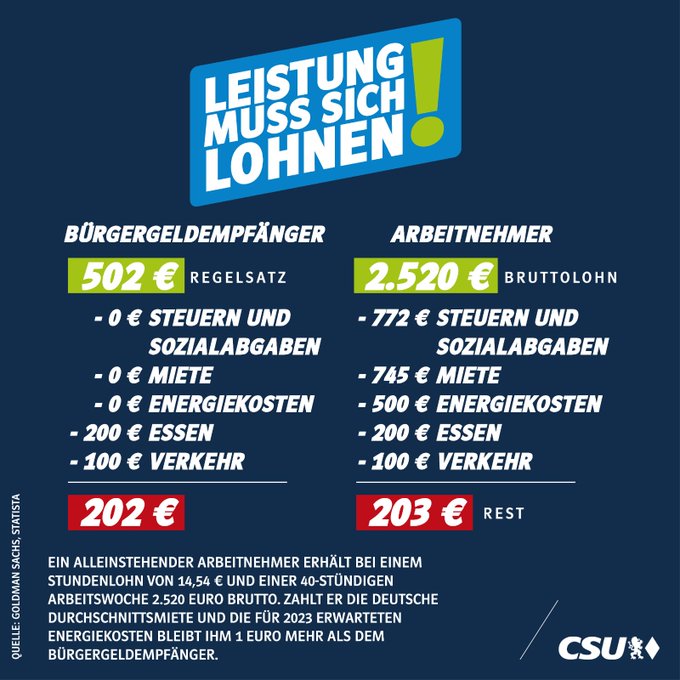 LEISTUNG
MUSS SICH
LOHNEN!
BÜRGERGELDEMPFÄNGER
502 € REGELSATZ
- 0 € STEUERN UND
SOZIALABGABEN
- 0 € MIETE
- 0 € ENERGIEKOSTEN
- 200 € ESSEN
- 100 € VERKEHR
202 €
ARBEITNEHMER
2.520 € BRUTTOLOHN
- 772 € STEUERN UND
SOZIALABGABEN
- 745 € MIETE
- 500 € ENERGIEKOSTEN
- 200 € ESSEN
- 100 € VERKEHR
203 € REST
EIN ALLEINSTEHENDER ARBEITNEHMER ERHÄLT BEI EINEM
STUNDENLOHN VON 14,54 € UND EINER 40-STÜNDIGEN
ARBEITSWOCHE 2.520 EURO BRUTTO. ZAHLT ER DIE DEUTSCHE
DURCHSCHNITTSMIETE UND DIE FÜR 2023 ERWARTETEN
ENERGIEKOSTEN BLEIBT IHM 1 EURO MEHR ALS DEM
BÜRGERGELDEMPFÄNGER.
QUELLE: GOLDMAN SACHS, STATISTA
CSU